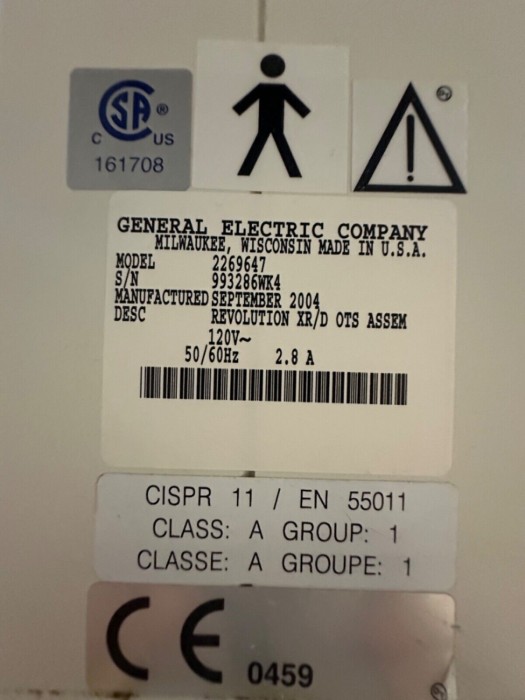 CSA ®
C US
161708
GENERAL ELECTRIC COMPANY
MILWAUKEE, WISCONSIN MADE IN U.S.A.
MODEL 2269647
S/N 993286WK4
MANUFACTURED SEPTEMBER 2004
DESC REVOLUTION XR/D OTS ASSEM
120V~
50/60Hz 2.8 A
CISPR 11 / EN 55011
CLASS: A GROUP: 1
CLASSE: A GROUPE: 1
CE 0459